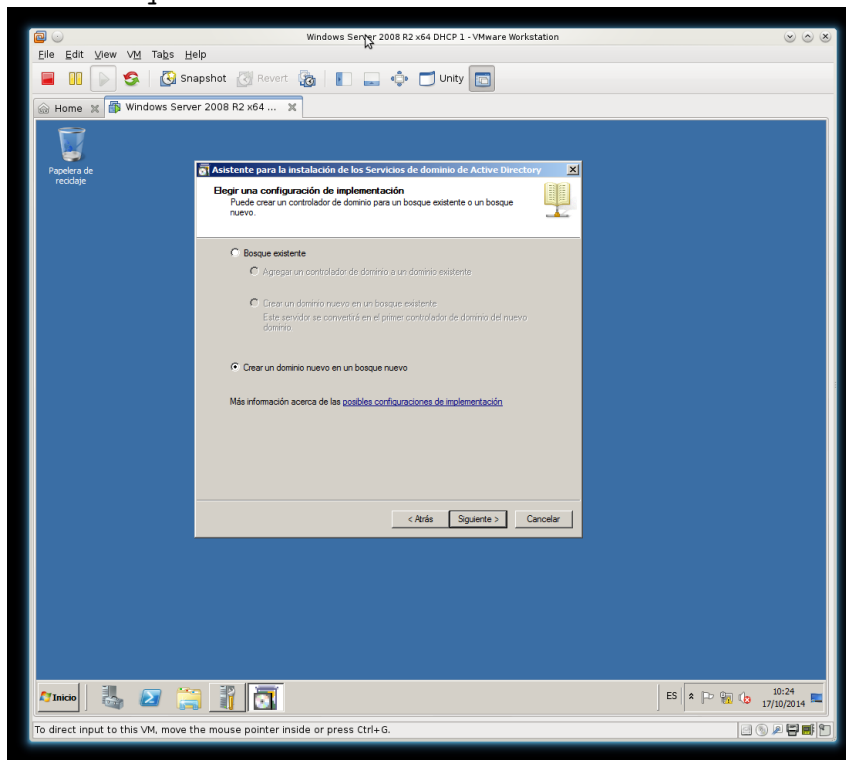 Windows Server 2008 R2 x64 DHCP 1 - VMware Workstation
File Edit View VM Tabs Help
Snapshot Revert Unity
Home Windows Server 2008 R2 x64 ...
Papelera de
reciclaje
Asistente para la instalación de los Servicios de dominio de Active Directory
Elegir una configuración de implementación
Puede crear un controlador de dominio para un bosque existente o un bosque
nuevo.
Bosque existente
Agregar un controlador de dominio a un dominio existente
Crear un dominio nuevo en un bosque existente
Este servidor se convertirá en el primer controlador de dominio del nuevo
dominio.
Crear un dominio nuevo en un bosque nuevo
Más información acerca de las posibles configuraciones de implementación
< Atrás Siguiente > Cancelar
Inicio ES 10:24
17/10/2014
To direct input to this VM, move the mouse pointer inside or press Ctrl+G.